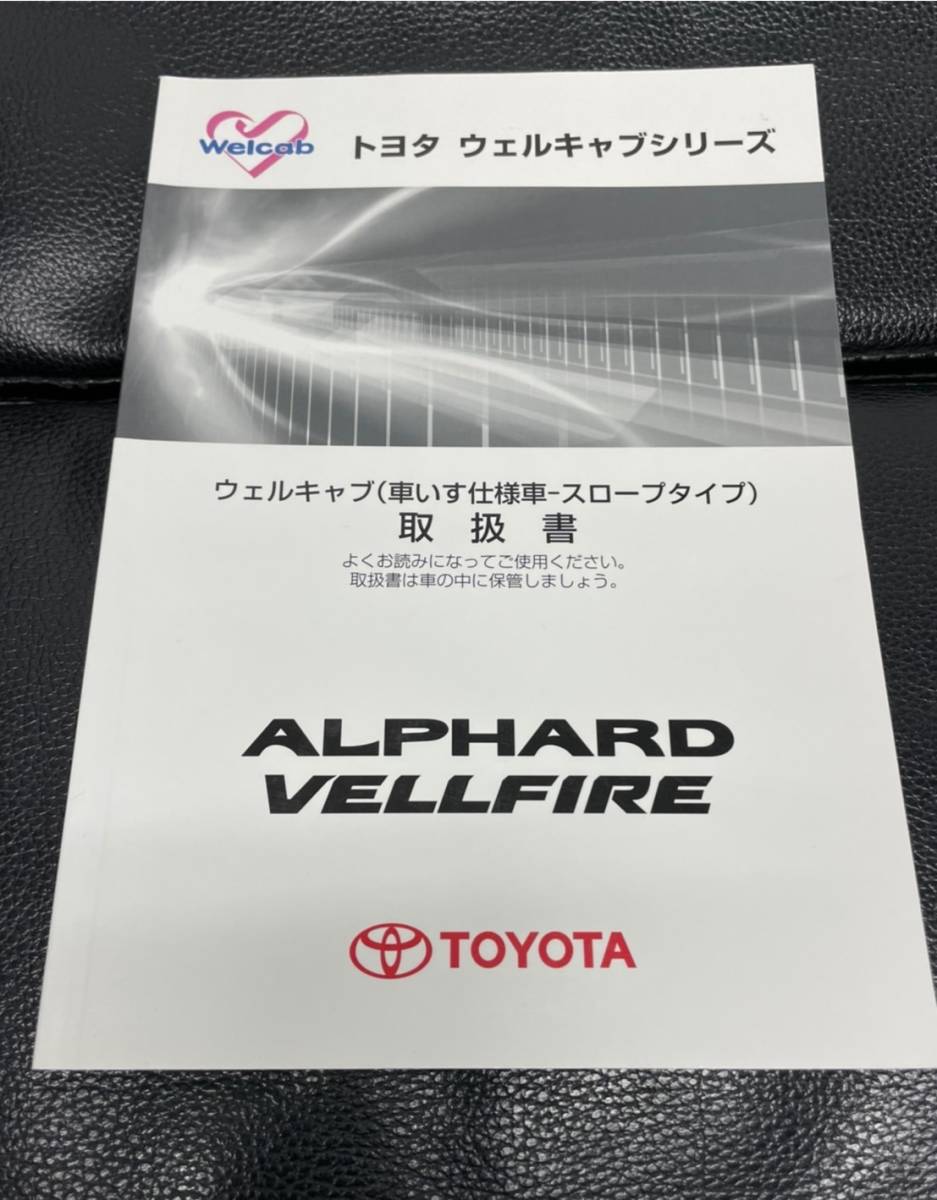 Welcab
トヨタ ウェルキャブシリーズ
ウェルキャブ(車いす仕様車-スロープタイプ)
取扱書
よくお読みになってご使用ください。
取扱書は車の中に保管しましょう。
ALPHARD
VELLFIRE
TOYOTA